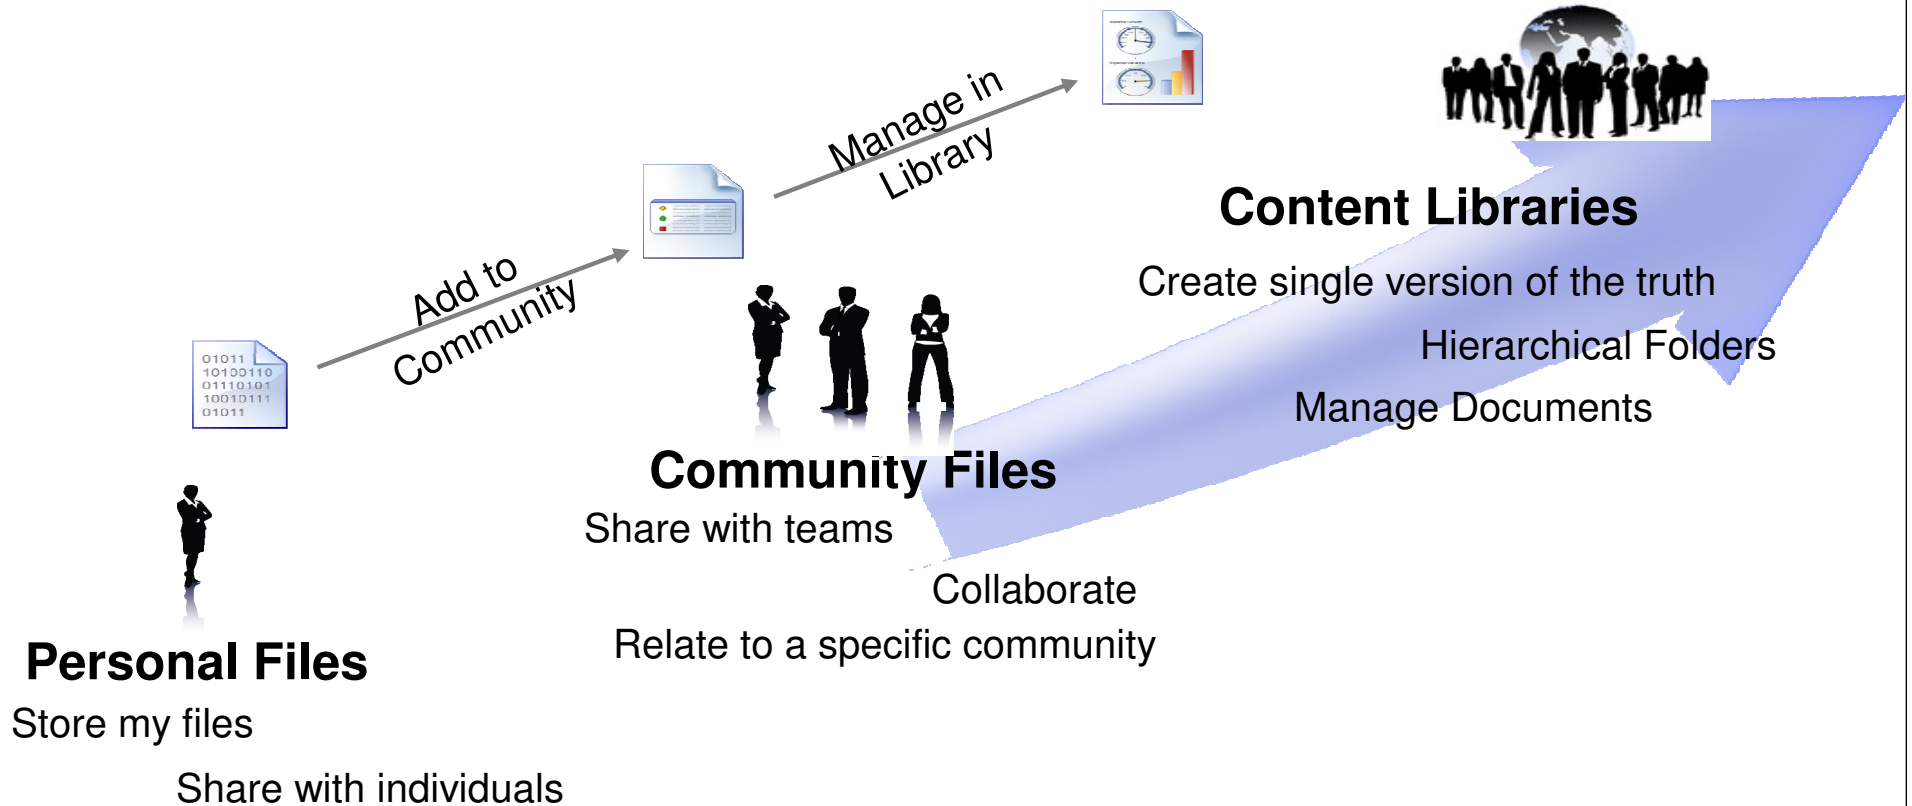 Manage in
Library
Add to
Community
01011
10100110
01110101
10010111
01011
Content Libraries
Create single version of the truth
Hierarchical Folders
Manage Documents
Community Files
Share with teams
Collaborate
Relate to a specific community
Personal Files
Store my files
Share with individuals